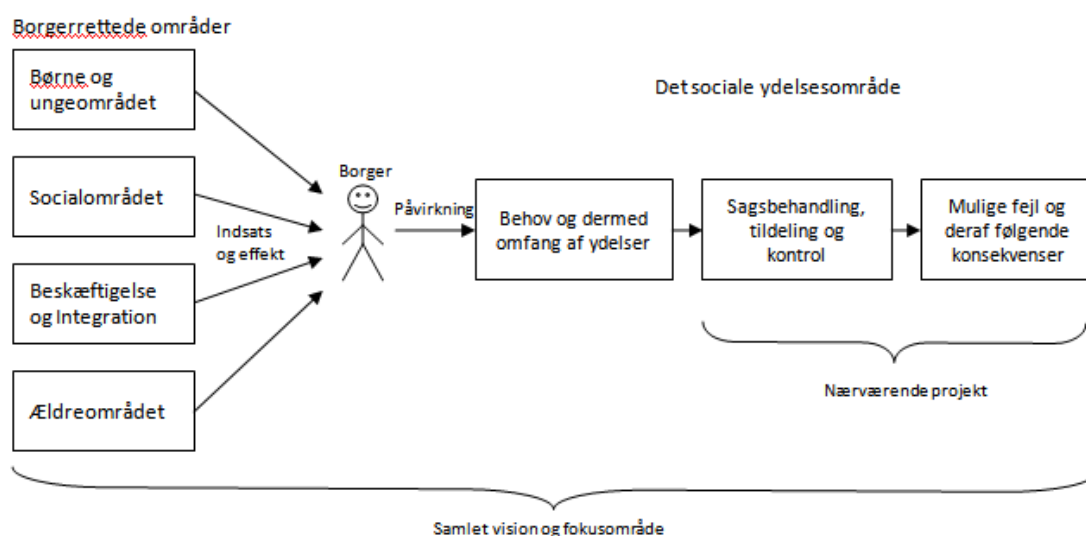 Borgerrettede områder
Børne og
ungeområdet
Socialområdet
Beskæftigelse
og Integration
Ældreområdet
Indsats
og effekt
Borger
Påvirkning
Det sociale ydelsesområde
Behov og dermed
omfang af ydelser
Sagsbehandling,
tildeling og
kontrol
Mulige fejl og
deraf følgende
konsekvenser
Nærværende projekt
Samlet vision og fokusområde